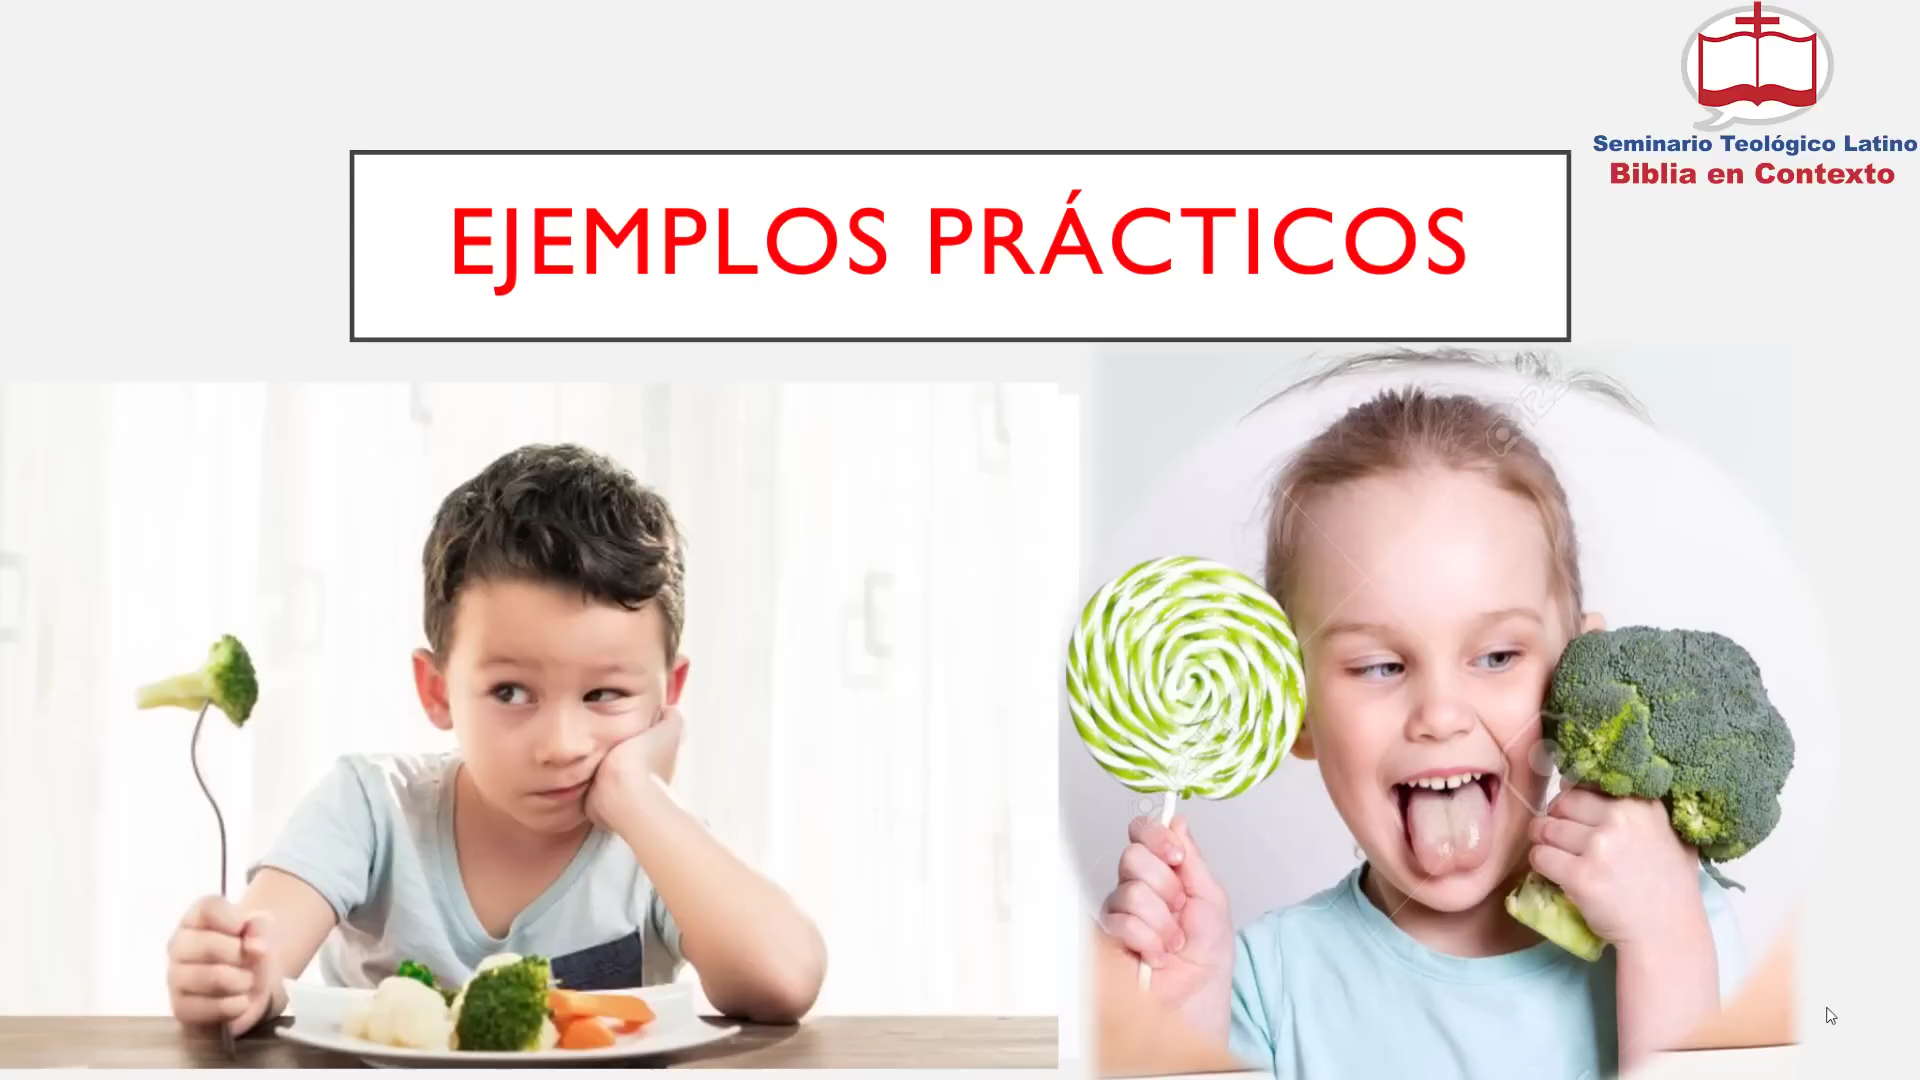 Seminario Teológico Latino
Biblia en Contexto
EJEMPLOS PRÁCTICOS